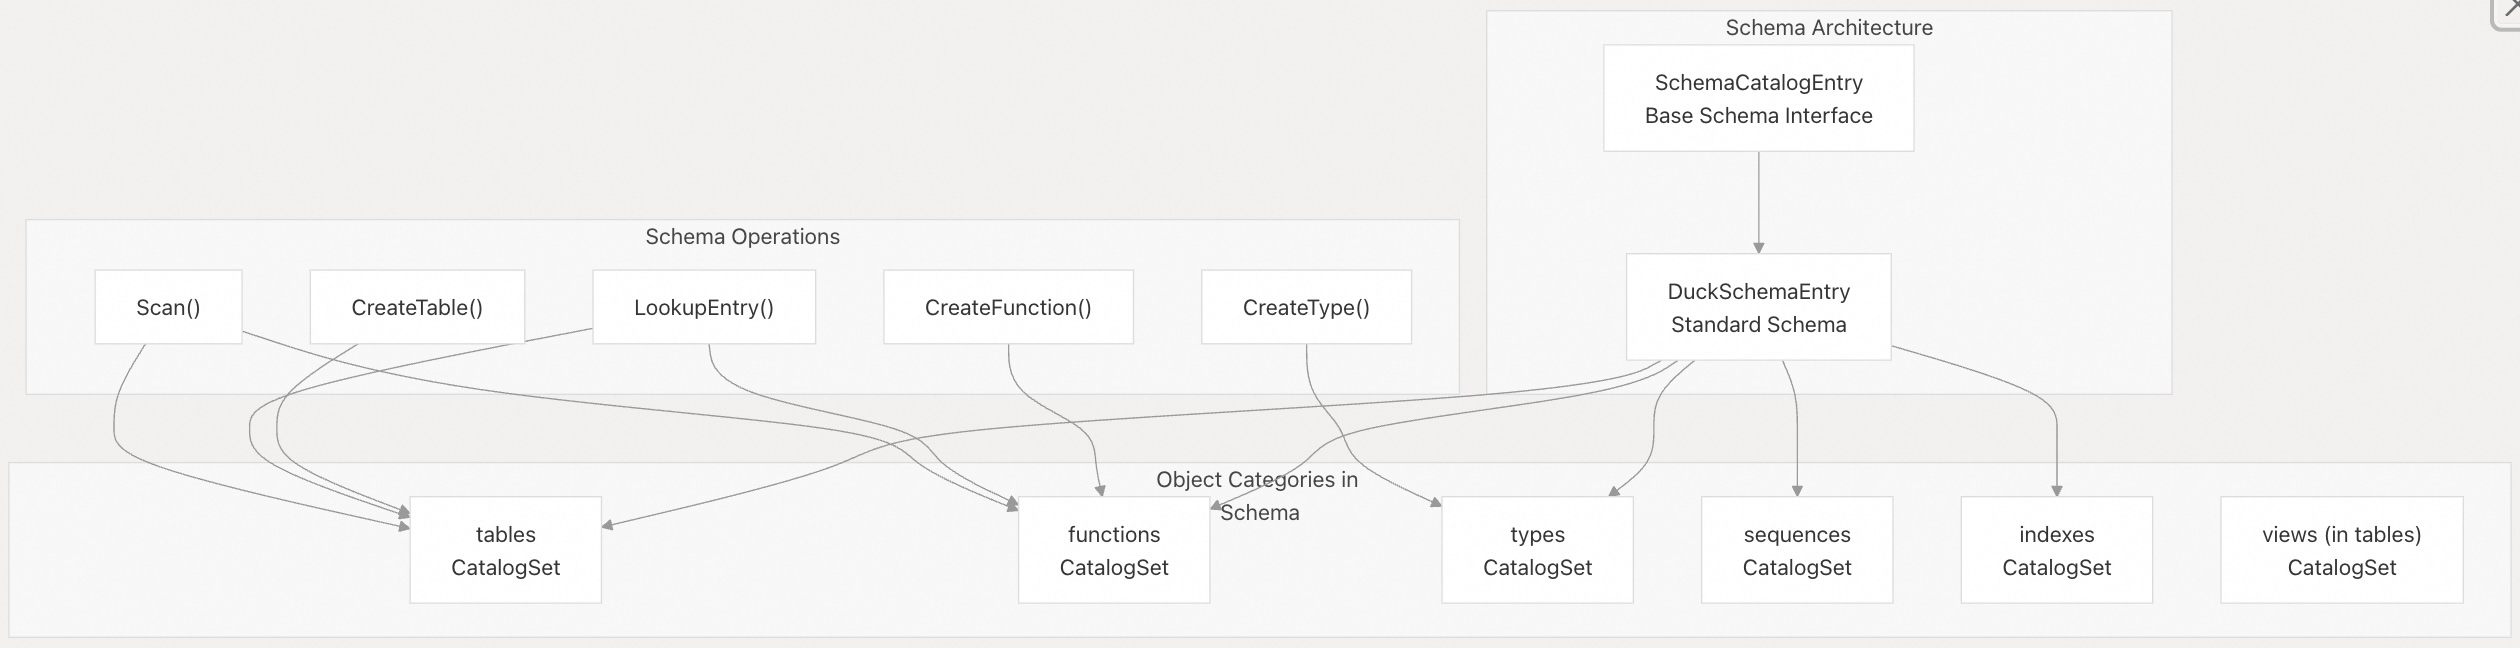 Schema Architecture
SchemaCatalogEntry
Base Schema Interface
Schema Operations
Scan()
CreateTable()
LookupEntry()
CreateFunction()
CreateType()
DuckSchemaEntry
Standard Schema
Object Categories in
Schema
tables
CatalogSet
functions
CatalogSet
types
CatalogSet
sequences
CatalogSet
indexes
CatalogSet
views (in tables)
CatalogSet